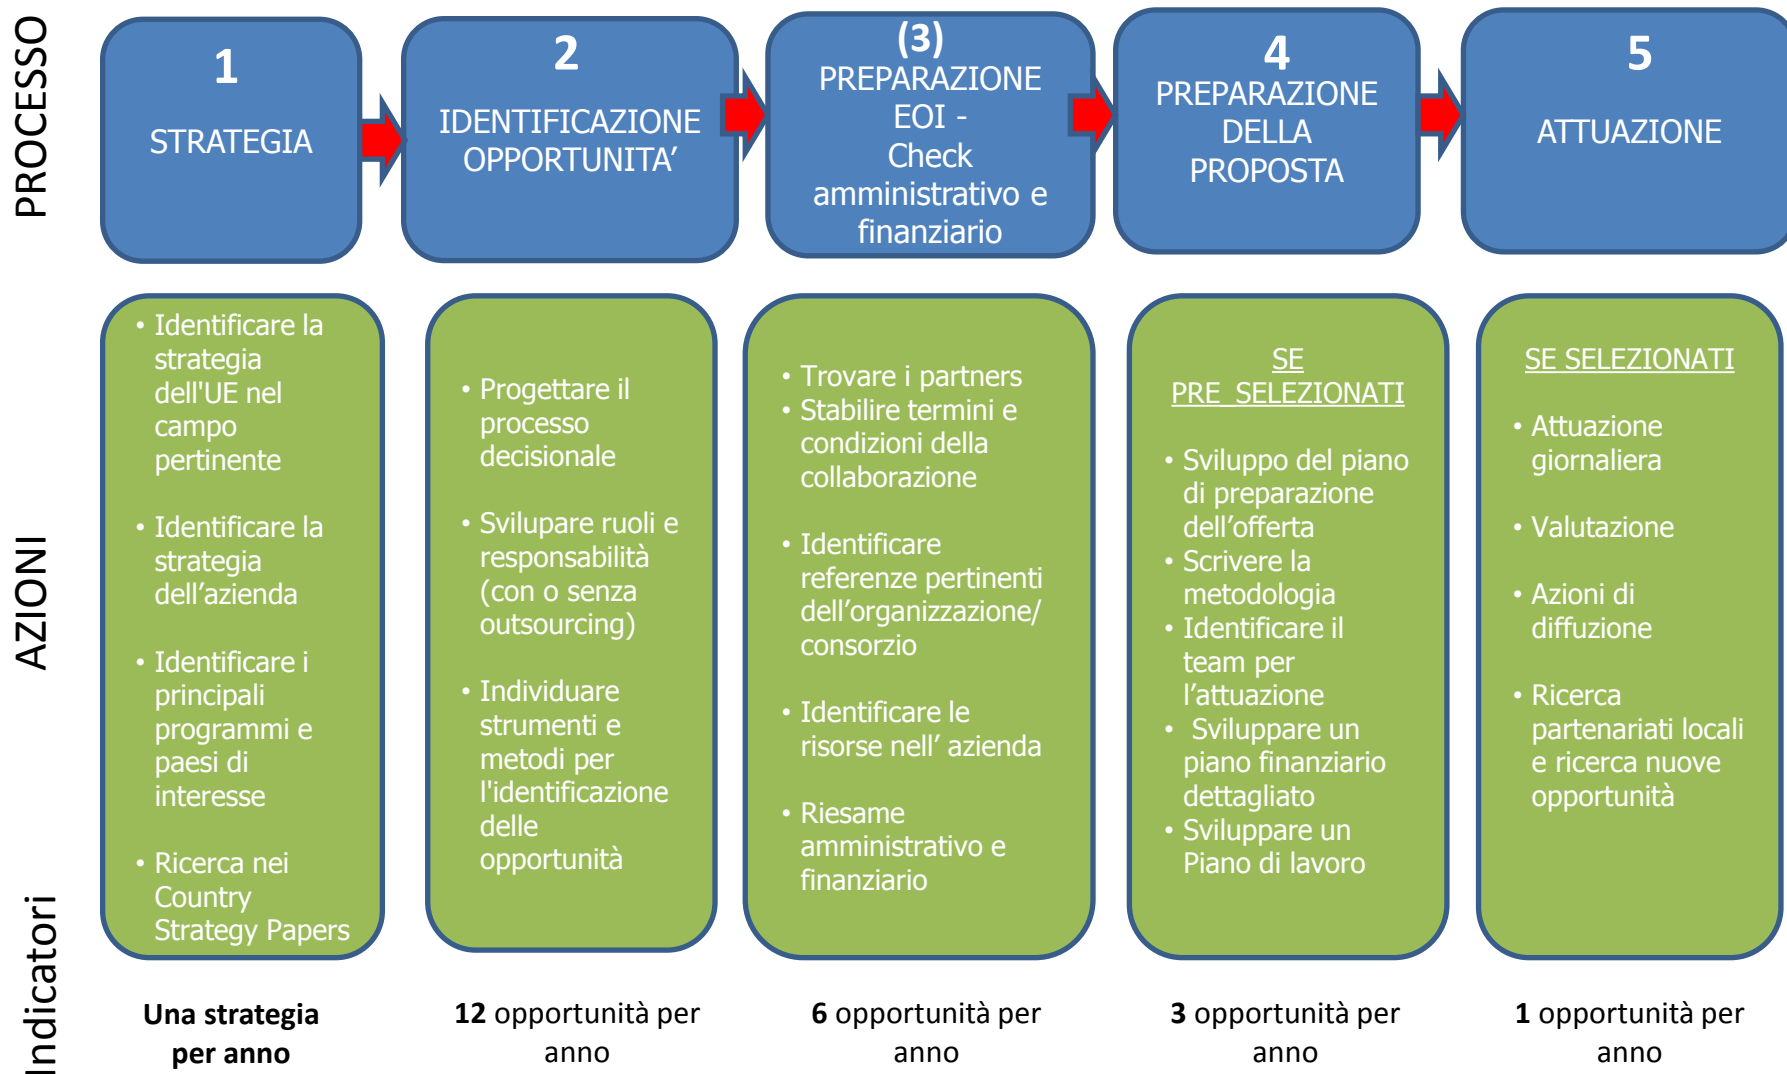 PROCESSO
1
STRATEGIA
2
IDENTIFICAZIONE
OPPORTUNITA’
(3)
PREPARAZIONE
EOI -
Check
amministrativo e
finanziario
4
PREPARAZIONE
DELLA
PROPOSTA
5
ATTUAZIONE
AZIONI
• Identificare la
strategia
dell'UE nel
campo
pertinente
• Identificare la
strategia
dell’azienda
• Identificare i
principali
programmi e
paesi di
interesse
• Ricerca nei
Country
Strategy Papers
• Progettare il
processo
decisionale
• Svilupare ruoli e
responsabilità
(con o senza
outsourcing)
• Individuare
strumenti e
metodi per
l'identificazione
delle
opportunità
• Trovare i partners
• Stabilire termini e
condizioni della
collaborazione
• Identificare
referenze pertinenti
dell’organizzazione/
consorzio
• Identificare le
risorse nell’ azienda
• Riesame
amministrativo e
finanziario
SE
PRE_SELEZIONATI
• Sviluppo del piano
di preparazione
dell’offerta
• Scrivere la
metodologia
• Identificare il
team per
l’attuazione
• Sviluppare un
piano finanziario
dettagliato
• Sviluppare un
Piano di lavoro
SE SELEZIONATI
• Attuazione
giornaliera
• Valutazione
• Azioni di
diffuzione
• Ricerca
partenariati locali
e ricerca nuove
opportunità
Indicatori
Una strategia
per anno
12 opportunità per
anno
6 opportunità per
anno
3 opportunità per
anno
1 opportunità per
anno